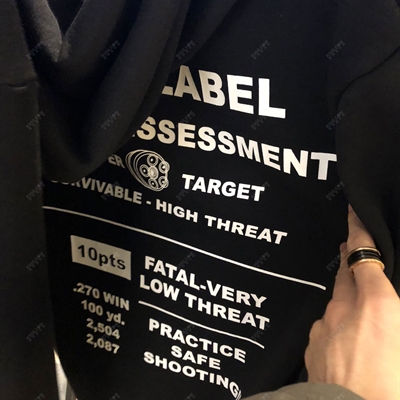 LABEL
ASSESSMENT
TARGET
SURVIVABLE - HIGH THREAT
10pts
FATAL-VERY
LOW THREAT
.270 WIN
100 yd.
2,504
2,087
PRACTICE
SAFE
SHOOTING